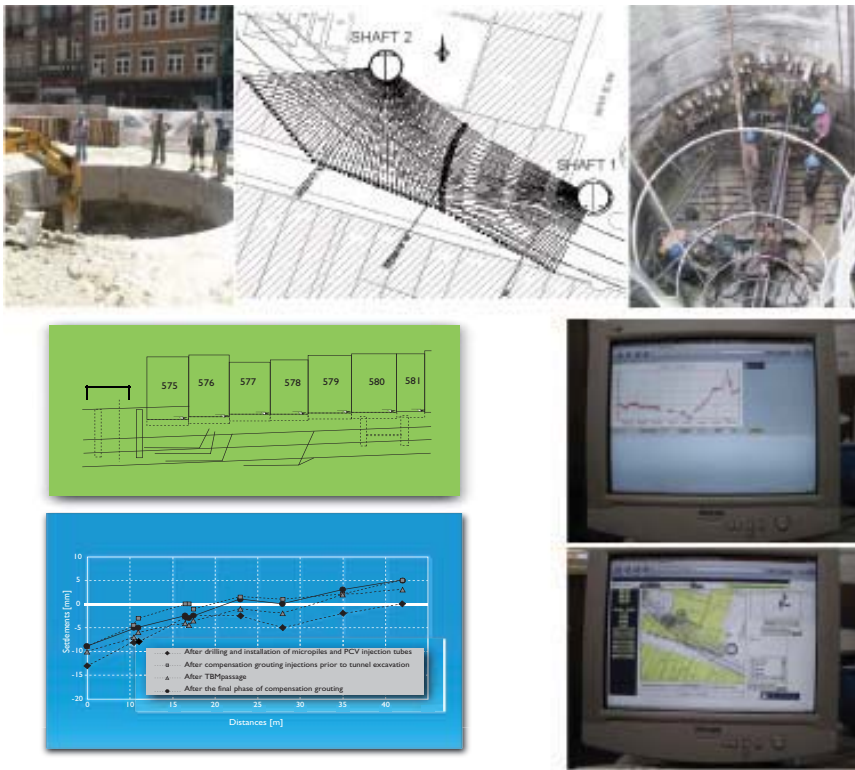 SHAFT 2
SHAFT 1
575
576
577
578
579
580
581
10
5
0
-5
-10
-15
-20
Settlements [mm]
After drilling and installation of micropiles and PCV injection tubes
After compensation grouting injections prior to tunnel excavation
After TBMpassage
After the final phase of compensation grouting
0
10
15
20
25
30
35
40
Distances [m]